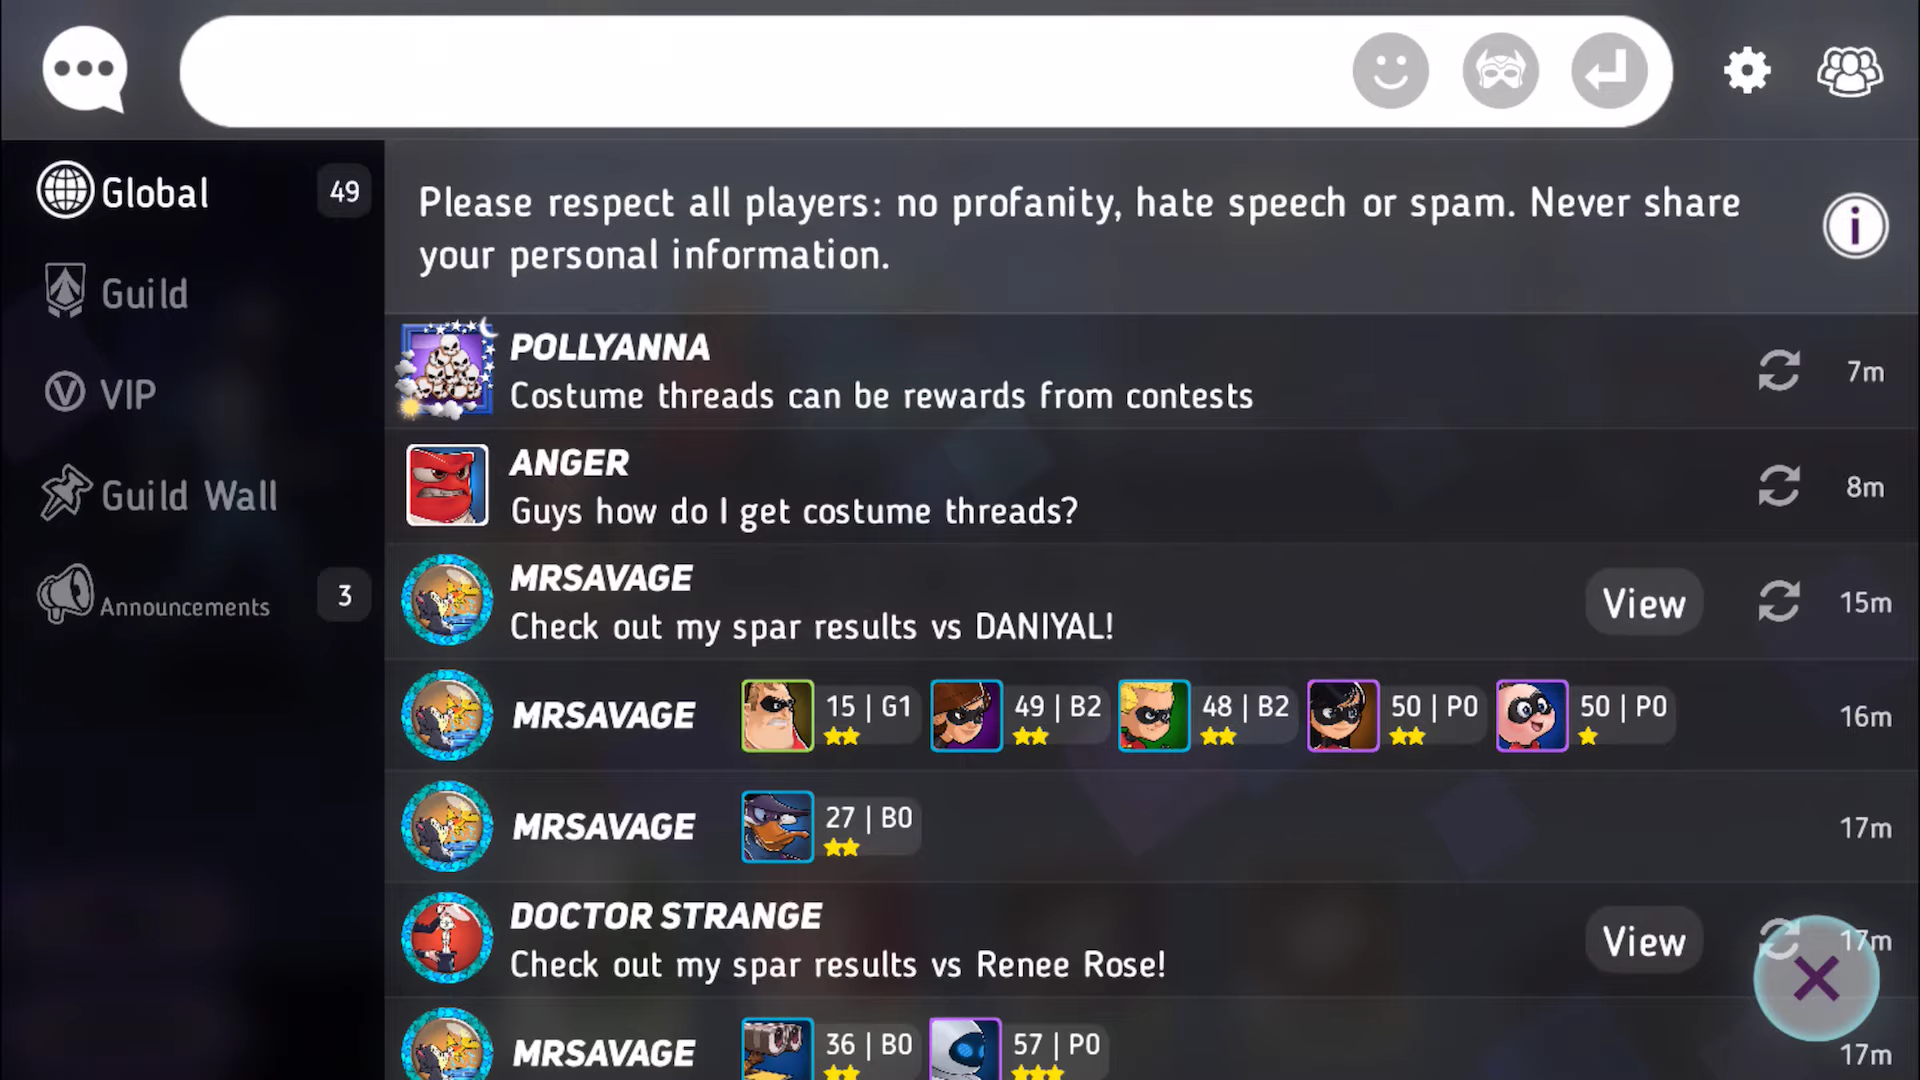 Global 49
Guild
VIP
Guild Wall
Announcements 3
Please respect all players: no profanity, hate speech or spam. Never share
your personal information.
i
POLLYANNA
Costume threads can be rewards from contests
7m
ANGER
Guys how do I get costume threads?
8m
MRSAVAGE
Check out my spar results vs DANIYAL!
View
15m
MRSAVAGE 15 | G1 49 | B2 48 | B2 50 | P0 50 | P0 16m
MRSAVAGE 27 | B0 17m
DOCTOR STRANGE
Check out my spar results vs Renee Rose!
View
17m
MRSAVAGE 36 | B0 57 | P0 17m